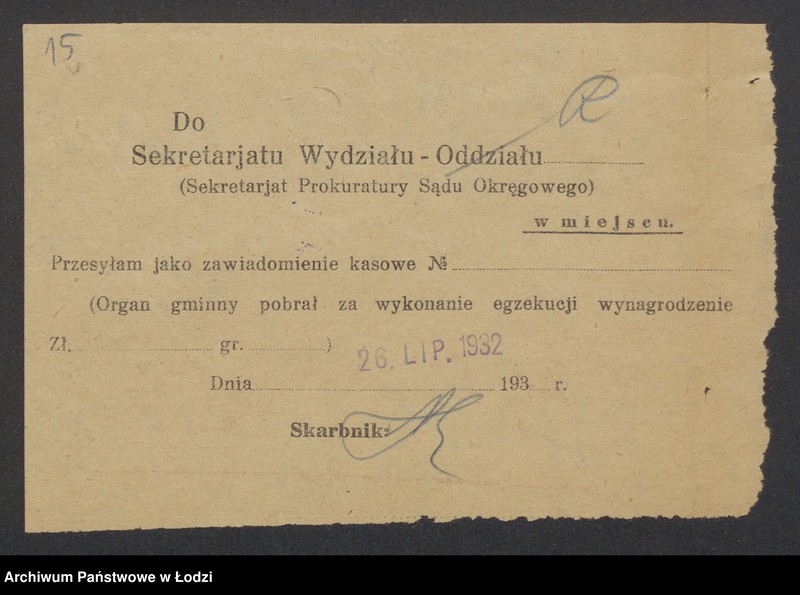 15
Do
Sekretarjatu Wydziału - Oddziału
(Sekretarjat Prokuratury Sądu Okręgowego)
w miejscu.
Przesyłam jako zawiadomienie kasowe №
(Organ gminny pobrał za wykonanie egzekucji wynagrodzenie
Zł. gr. )
26. LIP. 1932
Dnia 193 r.
Skarbnik:
Archiwum Państwowe w Łodzi